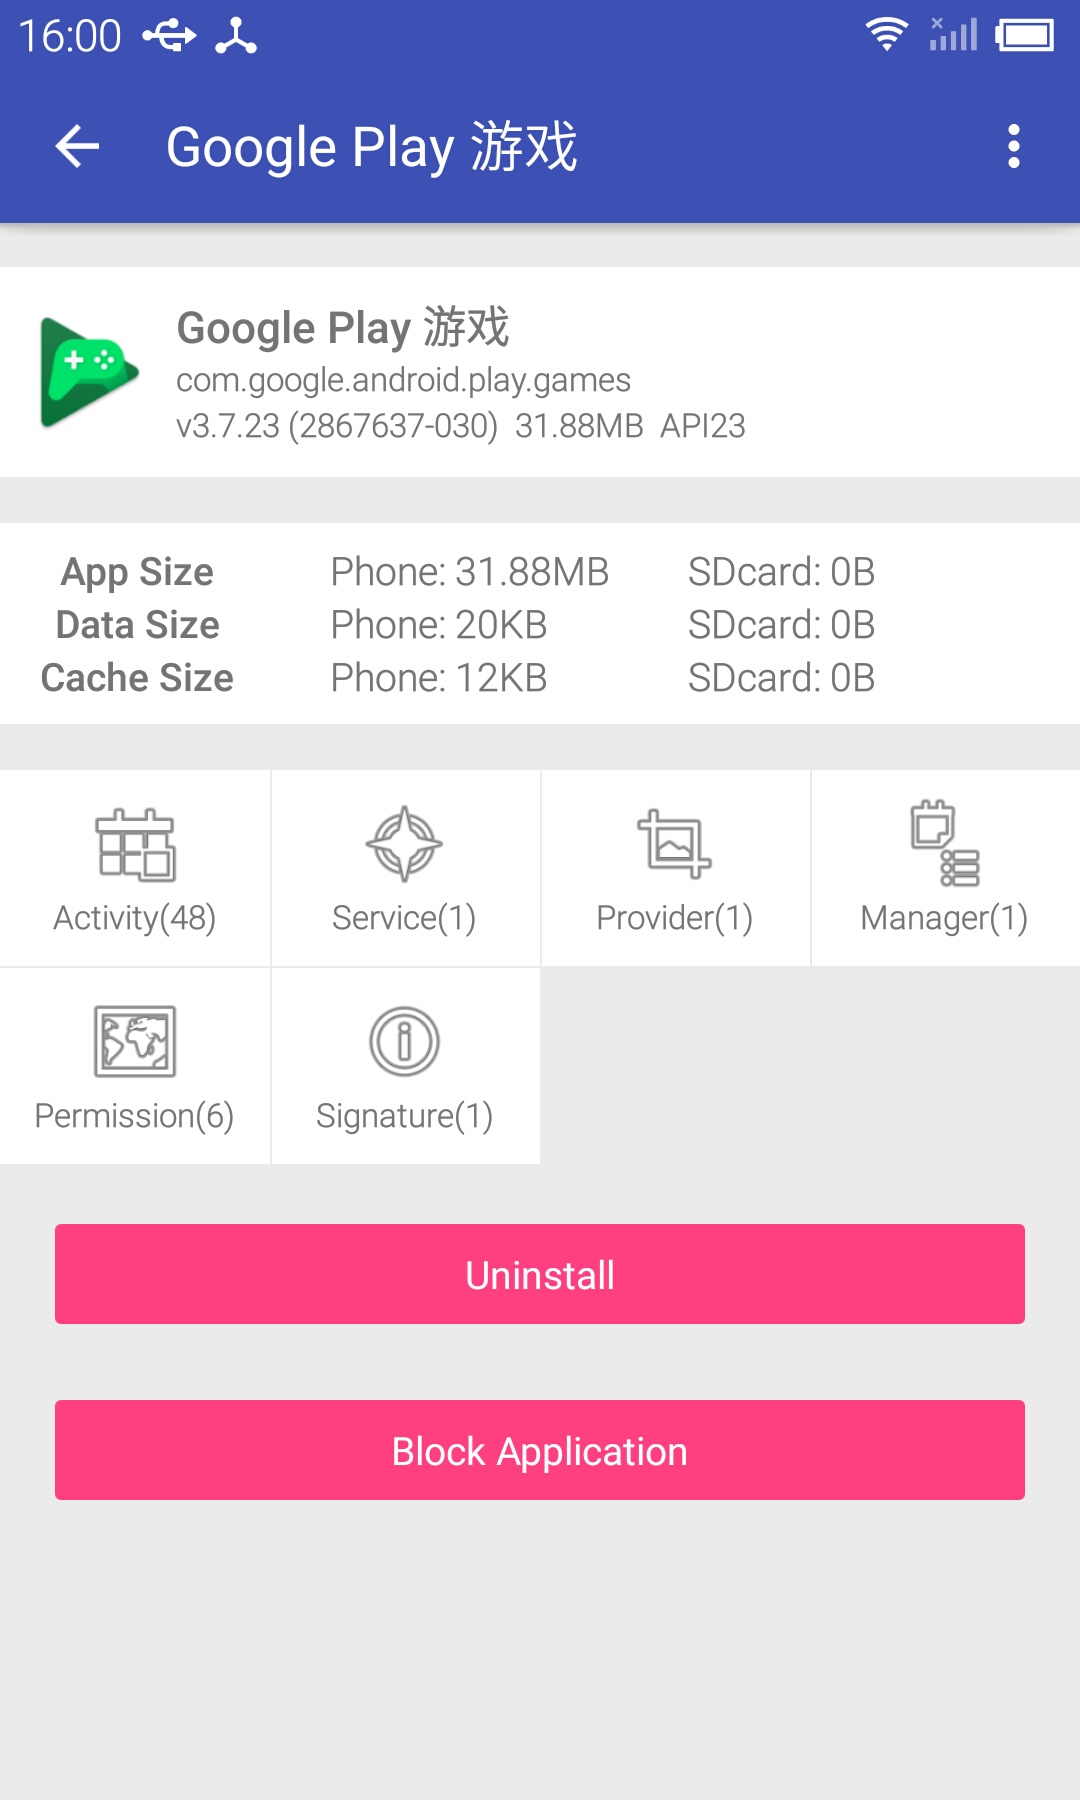 16:00
Google Play 游戏
Google Play 游戏
com.google.android.play.games
v3.7.23 (2867637-030) 31.88MB API23
App Size Phone: 31.88MB SDcard: 0B
Data Size Phone: 20KB SDcard: 0B
Cache Size Phone: 12KB SDcard: 0B
Activity(48) Service(1) Provider(1) Manager(1)
Permission(6) Signature(1)
Uninstall
Block Application